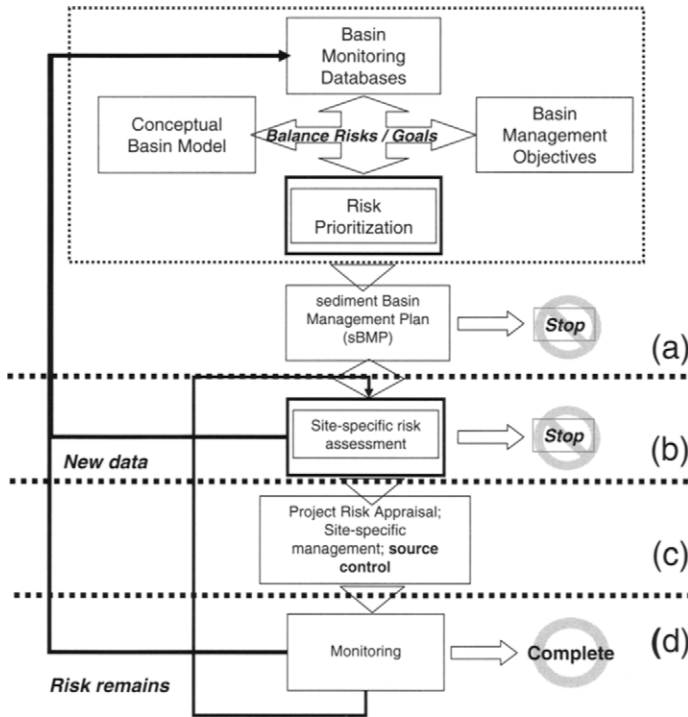 Basin
Monitoring
Databases
Conceptual
Basin Model
Balance Risks / Goals
Basin
Management
Objectives
Risk
Prioritization
sediment Basin
Management Plan
(sBMP)
Stop
(a)
Site-specific risk
assessment
Stop
(b)
New data
Project Risk Appraisal;
Site-specific
management; source
control
(c)
Monitoring
Complete
(d)
Risk remains